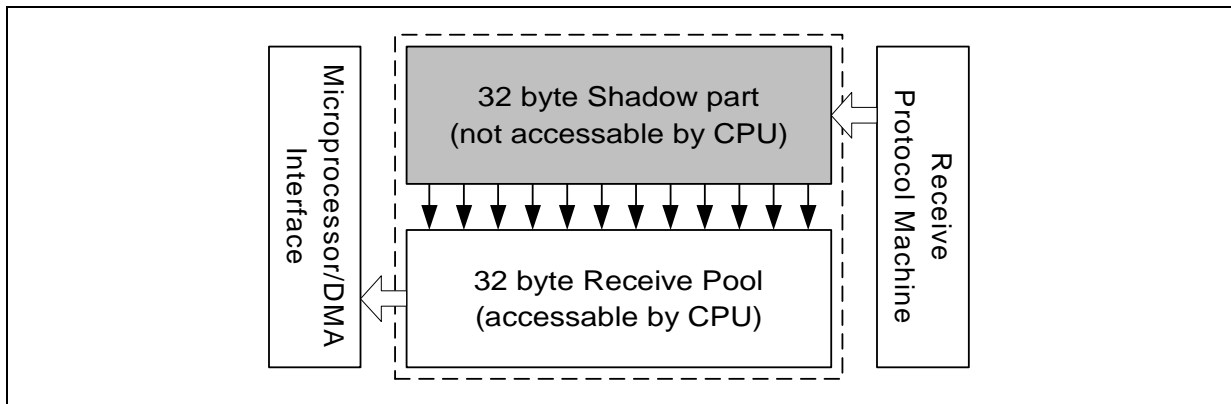 Microprocessor/DMA
Interface
32 byte Shadow part
(not accessable by CPU)
32 byte Receive Pool
(accessable by CPU)
Receive
Protocol Machine